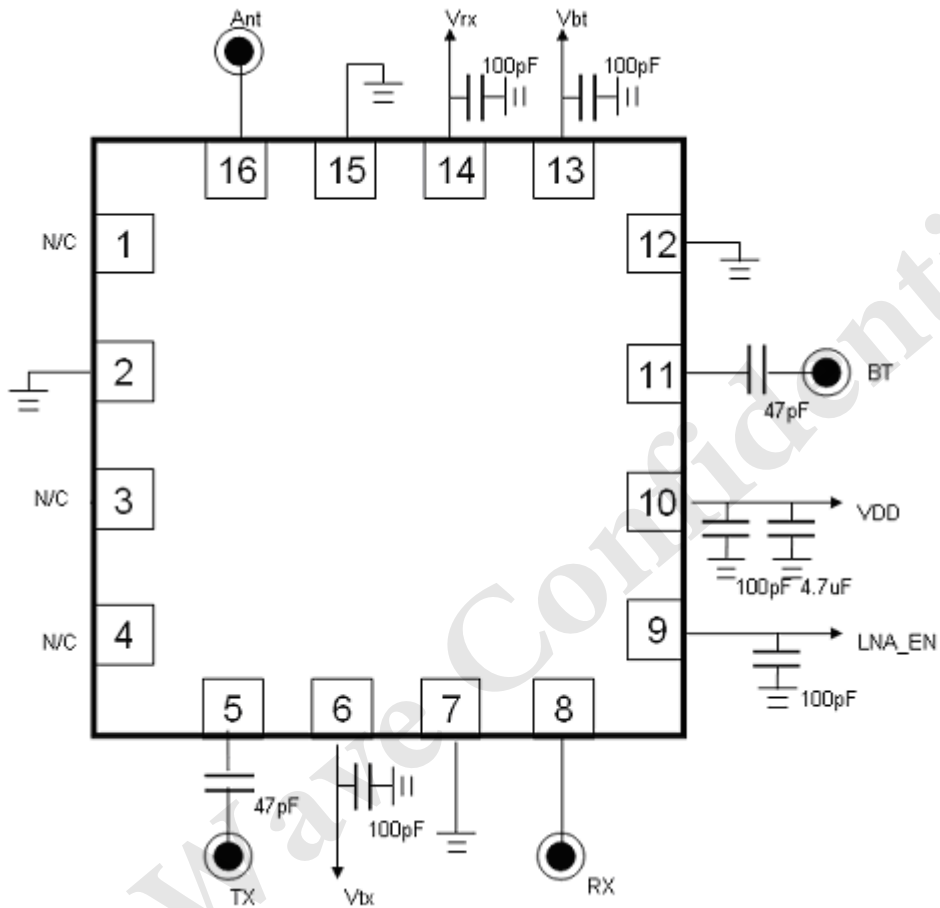 Ant
Vrx
Vbt
100pF
100pF
16
15
14
13
N/C
1
12
2
11
BT
47pF
N/C
3
10
VDD
100pF 4.7uF
N/C
4
9
LNA_EN
100pF
5
6
7
8
47pF
100pF
TX
Vtx
RX
Wave Confidenti